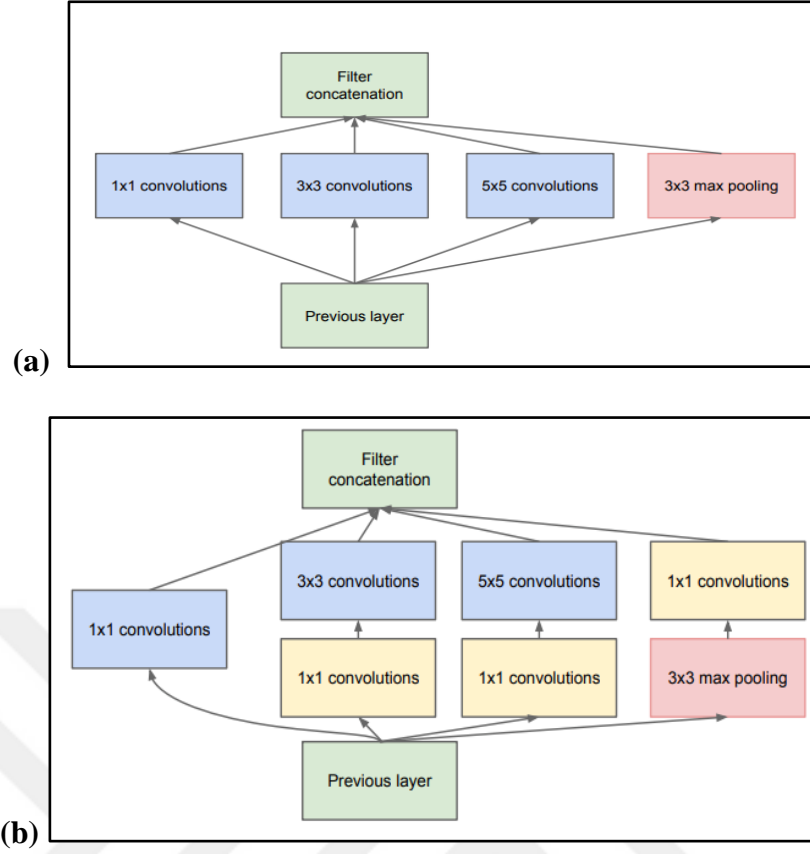 Filter
concatenation
1x1 convolutions
3x3 convolutions
5x5 convolutions
3x3 max pooling
Previous layer
(a)
Filter
concatenation
3x3 convolutions
5x5 convolutions
1x1 convolutions
1x1 convolutions
1x1 convolutions
1x1 convolutions
3x3 max pooling
Previous layer
(b)